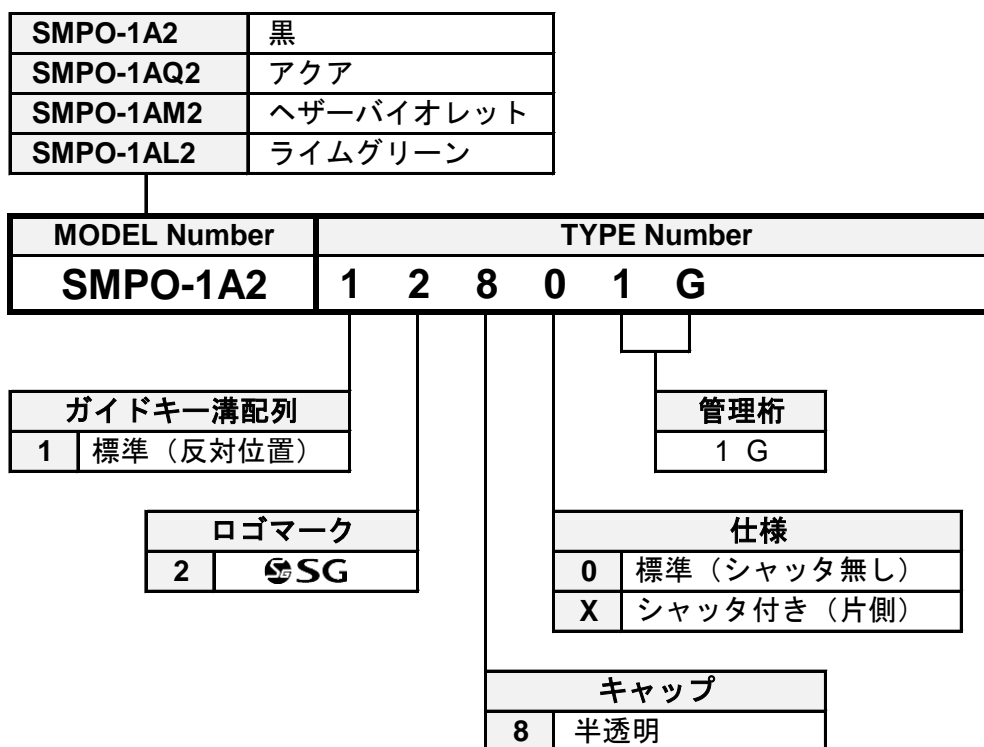 SMPO-1A2 黒
SMPO-1AQ2 アクア
SMPO-1AM2 ヘザーバイオレット
SMPO-1AL2 ライムグリーン
MODEL Number TYPE Number
SMPO-1A2 1 2 8 0 1 G
ガイドキー溝配列 管理桁
1 標準（反対位置） 1 G
ロゴマーク 仕様
2 SG SG 0 標準（シャッタ無し）
X シャッタ付き（片側）
キャップ
8 半透明